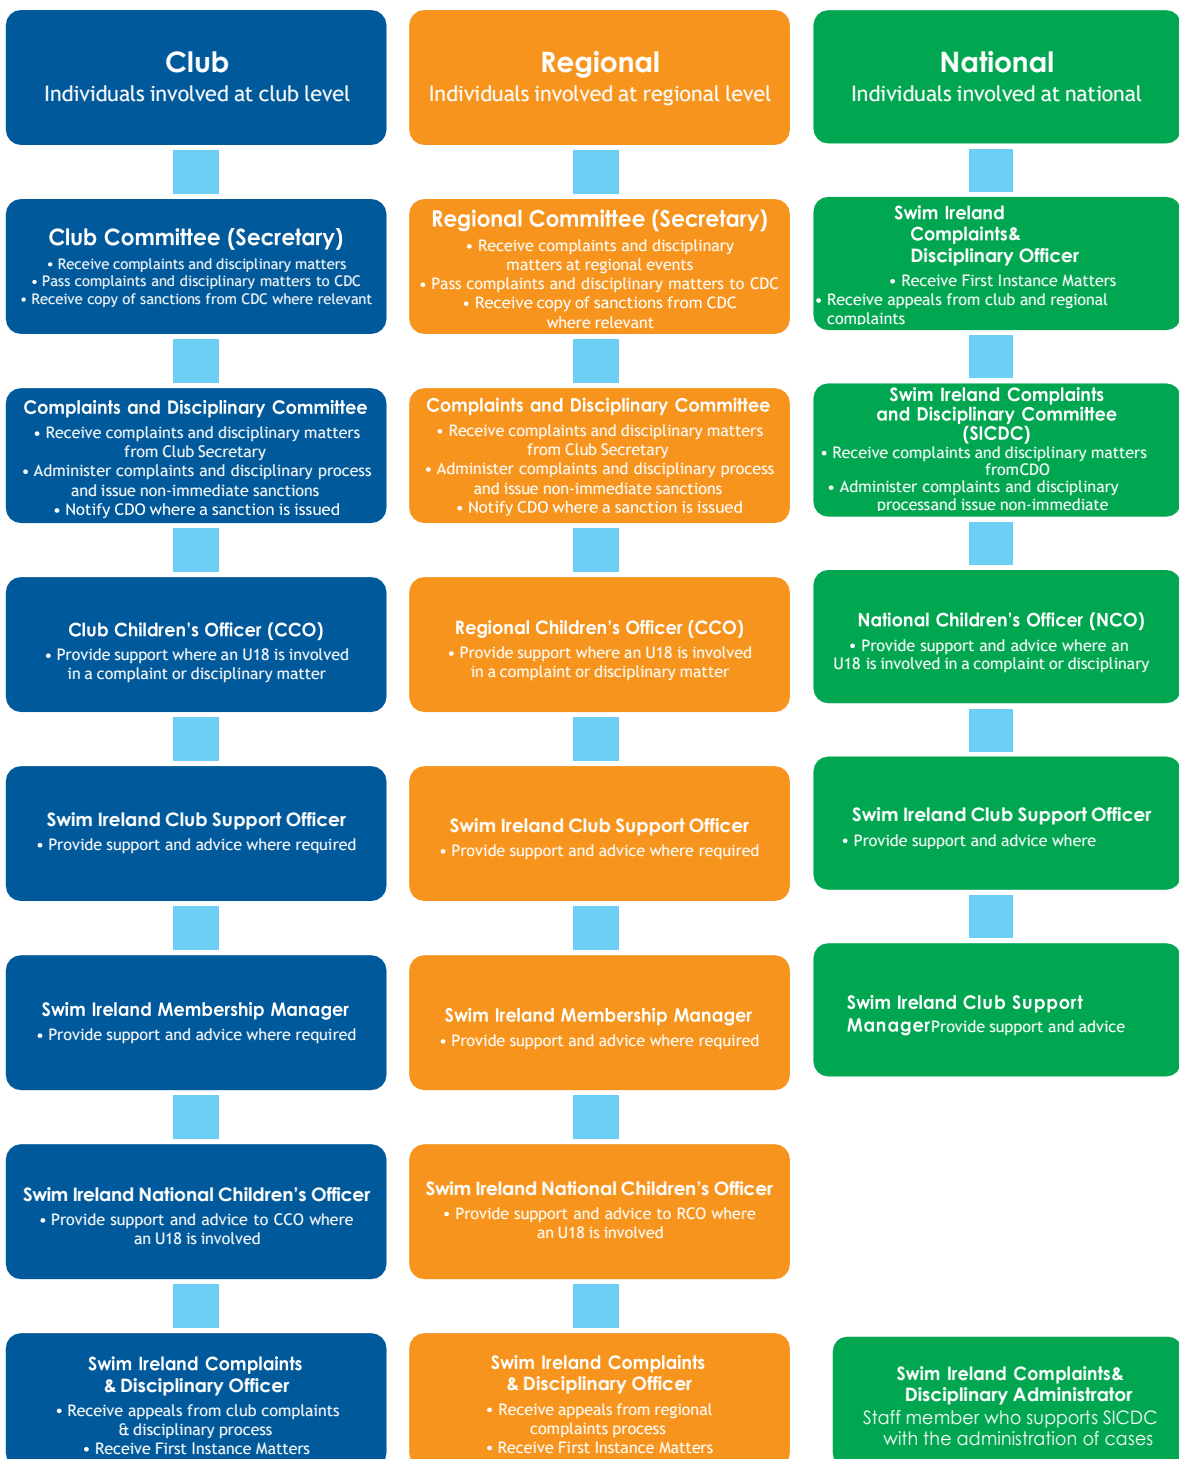 Club
Individuals involved at club level
Club Committee (Secretary)
• Receive complaints and disciplinary matters
• Pass complaints and disciplinary matters to CDC
• Receive copy of sanctions from CDC where relevant
Complaints and Disciplinary Committee
• Receive complaints and disciplinary matters
from Club Secretary
• Administer complaints and disciplinary process
and issue non-immediate sanctions
• Notify CDO where a sanction is issued
Club Children's Officer (CCO)
• Provide support where an U18 is involved
in a complaint or disciplinary matter
Swim Ireland Club Support Officer
• Provide support and advice where required
Swim Ireland Membership Manager
• Provide support and advice where required
Swim Ireland National Children's Officer
• Provide support and advice to CCO where
an U18 is involved
Swim Ireland Complaints
& Disciplinary Officer
• Receive appeals from club complaints
& disciplinary process
• Receive First Instance Matters
Regional
Individuals involved at regional level
Regional Committee (Secretary)
• Receive complaints and disciplinary
matters at regional events
• Pass complaints and disciplinary matters to CDC
• Receive copy of sanctions from CDC
where relevant
Complaints and Disciplinary Committee
• Receive complaints and disciplinary matters
from Club Secretary
• Administer complaints and disciplinary process
and issue non-immediate sanctions
• Notify CDO where a sanction is issued
Regional Children's Officer (CCO)
• Provide support where an U18 is involved
in a complaint or disciplinary matter
Swim Ireland Club Support Officer
• Provide support and advice where required
Swim Ireland Membership Manager
• Provide support and advice where required
Swim Ireland National Children's Officer
• Provide support and advice to RCO where
an U18 is involved
Swim Ireland Complaints
& Disciplinary Officer
• Receive appeals from regional
complaints process
• Receive First Instance Matters
National
Individuals involved at national
Swim Ireland
Complaints&
Disciplinary Officer
• Receive First Instance Matters
• Receive appeals from club and regional
complaints
Swim Ireland Complaints
and Disciplinary Committee
(SICDC)
• Receive complaints and disciplinary matters
fromCDO
• Administer complaints and disciplinary
processand issue non-immediate
National Children's Officer (NCO)
• Provide support and advice where an
U18 is involved in a complaint or disciplinary
Swim Ireland Club Support Officer
• Provide support and advice where
Swim Ireland Club Support
ManagerProvide support and advice
Swim Ireland Complaints&
Disciplinary Administrator
Staff member who supports SICDC
with the administration of cases